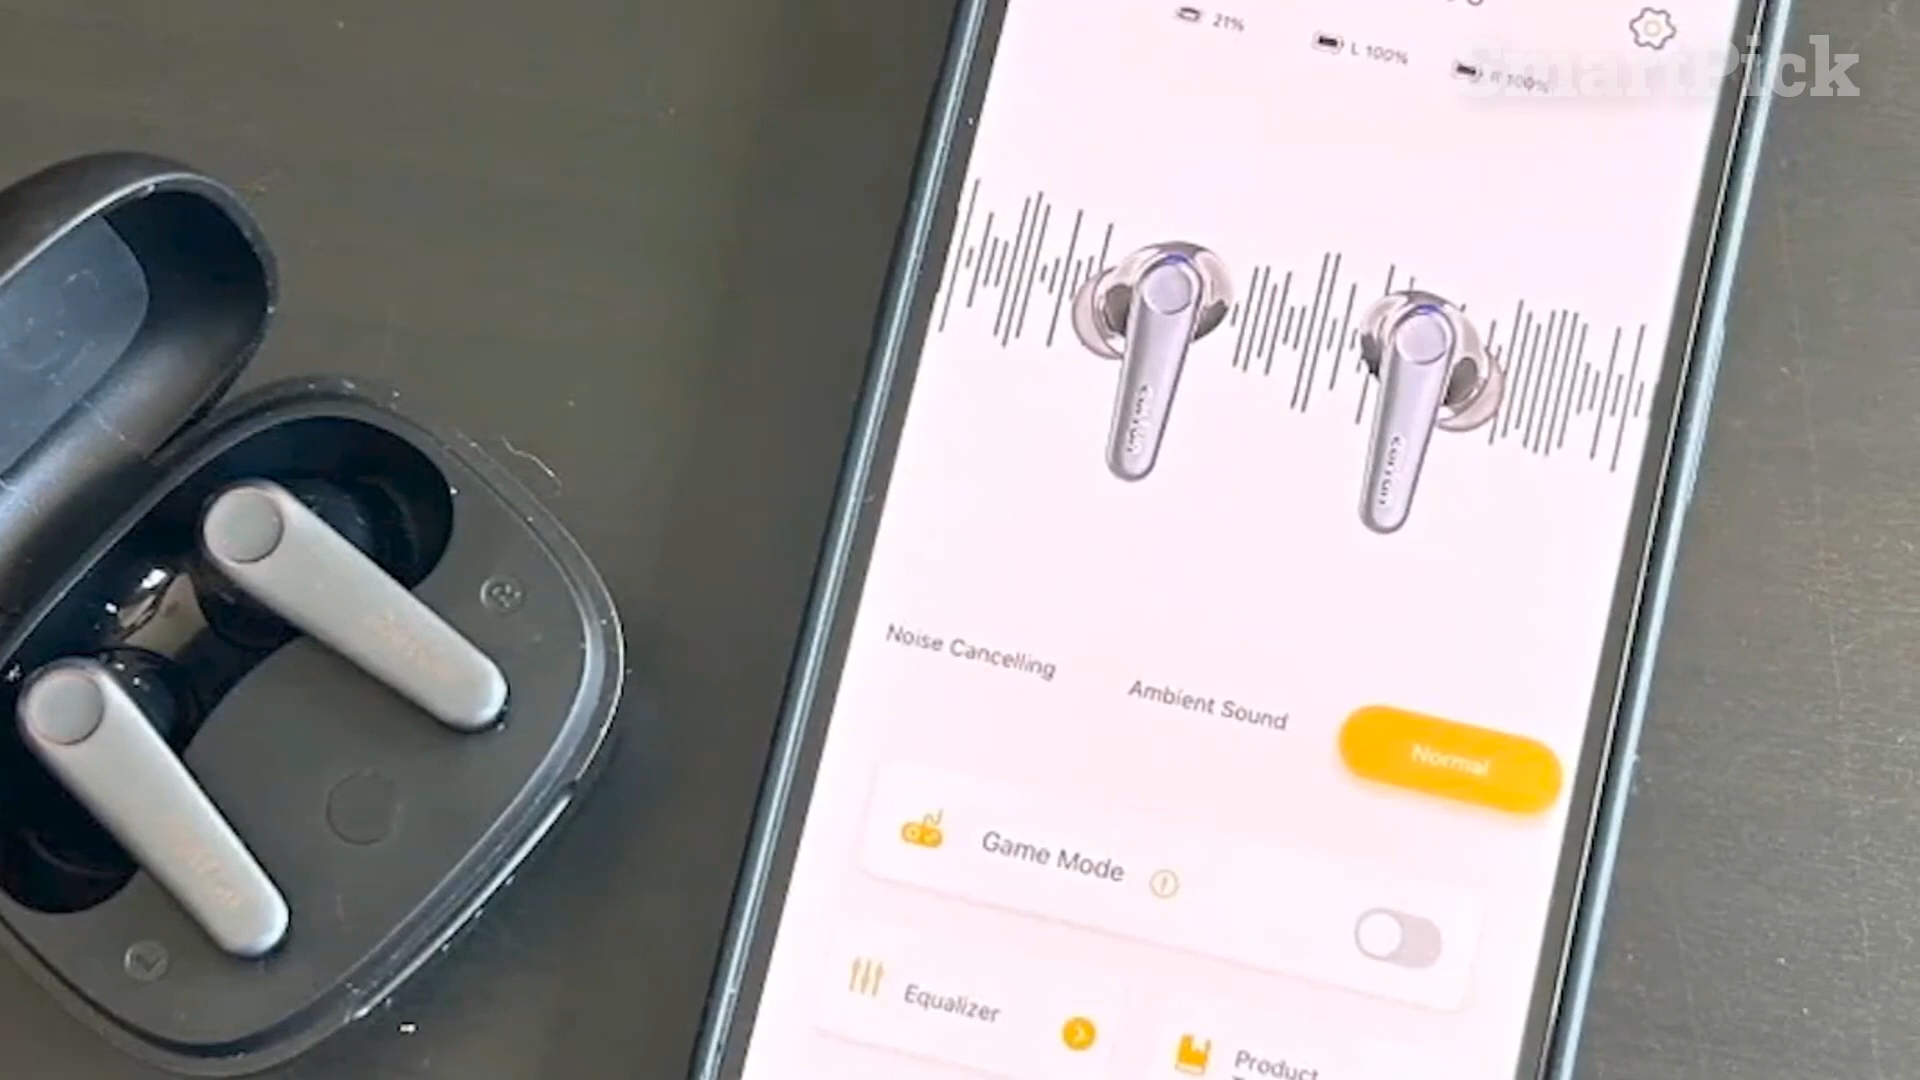 21%
L 100%
R 100%
SmartPick
Noise Cancelling
Ambient Sound
Normal
Game Mode
Equalizer
Product